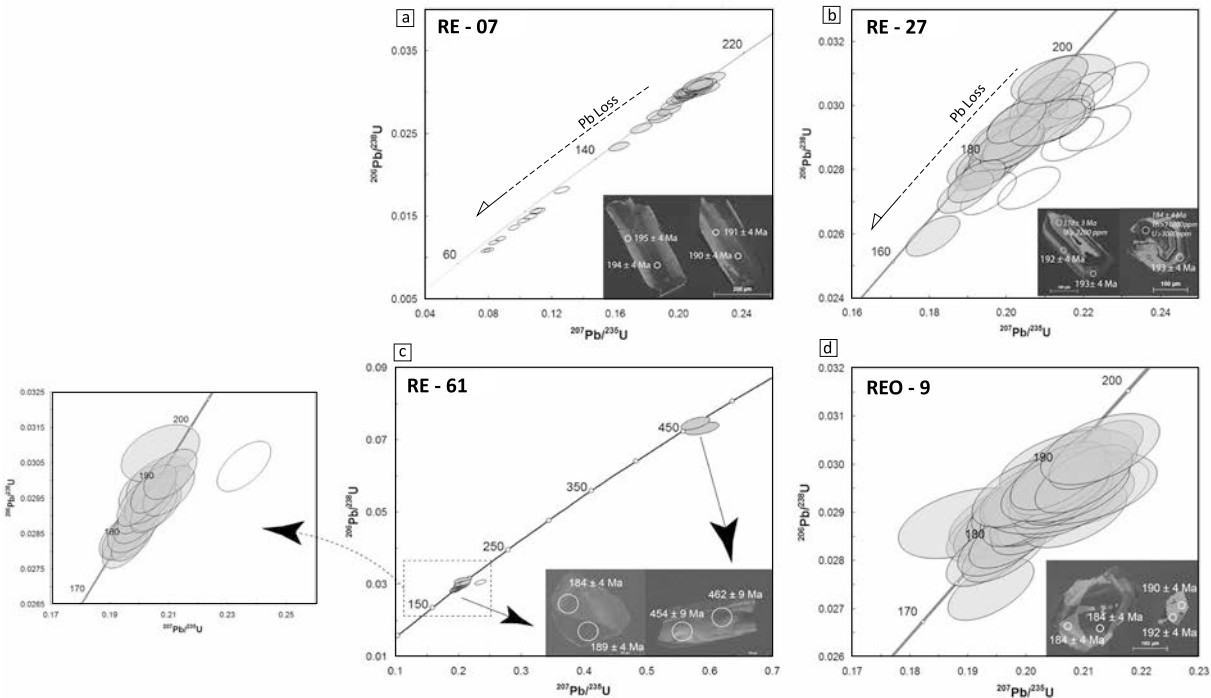 a
RE - 07
0.035
0.025
0.015
0.005
206Pb/238U
220
140
60
Pb Loss
195 ± 4 Ma
194 ± 4 Ma
191 ± 4 Ma
190 ± 4 Ma
200 µm
0.04
0.08
0.12
0.16
0.20
0.24
207Pb/235U
b
RE - 27
0.032
0.030
0.028
0.026
0.024
206Pb/238U
200
180
160
Pb Loss
192 ± 4 Ma
193± 4 Ma
184 ± 4 Ma
U>3000ppm
193 ± 4 Ma
100 µm
0.16
0.18
0.20
0.22
0.24
207Pb/235U
0.0325
0.0315
0.0305
0.0295
0.0285
0.0275
0.0265
206Pb/238U
200
190
180
170
0.17
0.19
0.21
0.23
0.25
207Pb/235U
c
RE - 61
0.09
0.07
0.05
0.03
0.01
206Pb/238U
450
350
250
150
184 ± 4 Ma
189 ± 4 Ma
462 ± 9 Ma
454 ± 9 Ma
0.1
0.2
0.3
0.4
0.5
0.6
0.7
207Pb/235U
d
REO - 9
0.032
0.031
0.030
0.029
0.028
0.027
0.026
206Pb/238U
200
190
180
170
190 ± 4 Ma
184 ± 4 Ma
184 ± 4 Ma
192 ± 4 Ma
100 µm
0.17
0.18
0.19
0.20
0.21
0.22
0.23
207Pb/235U